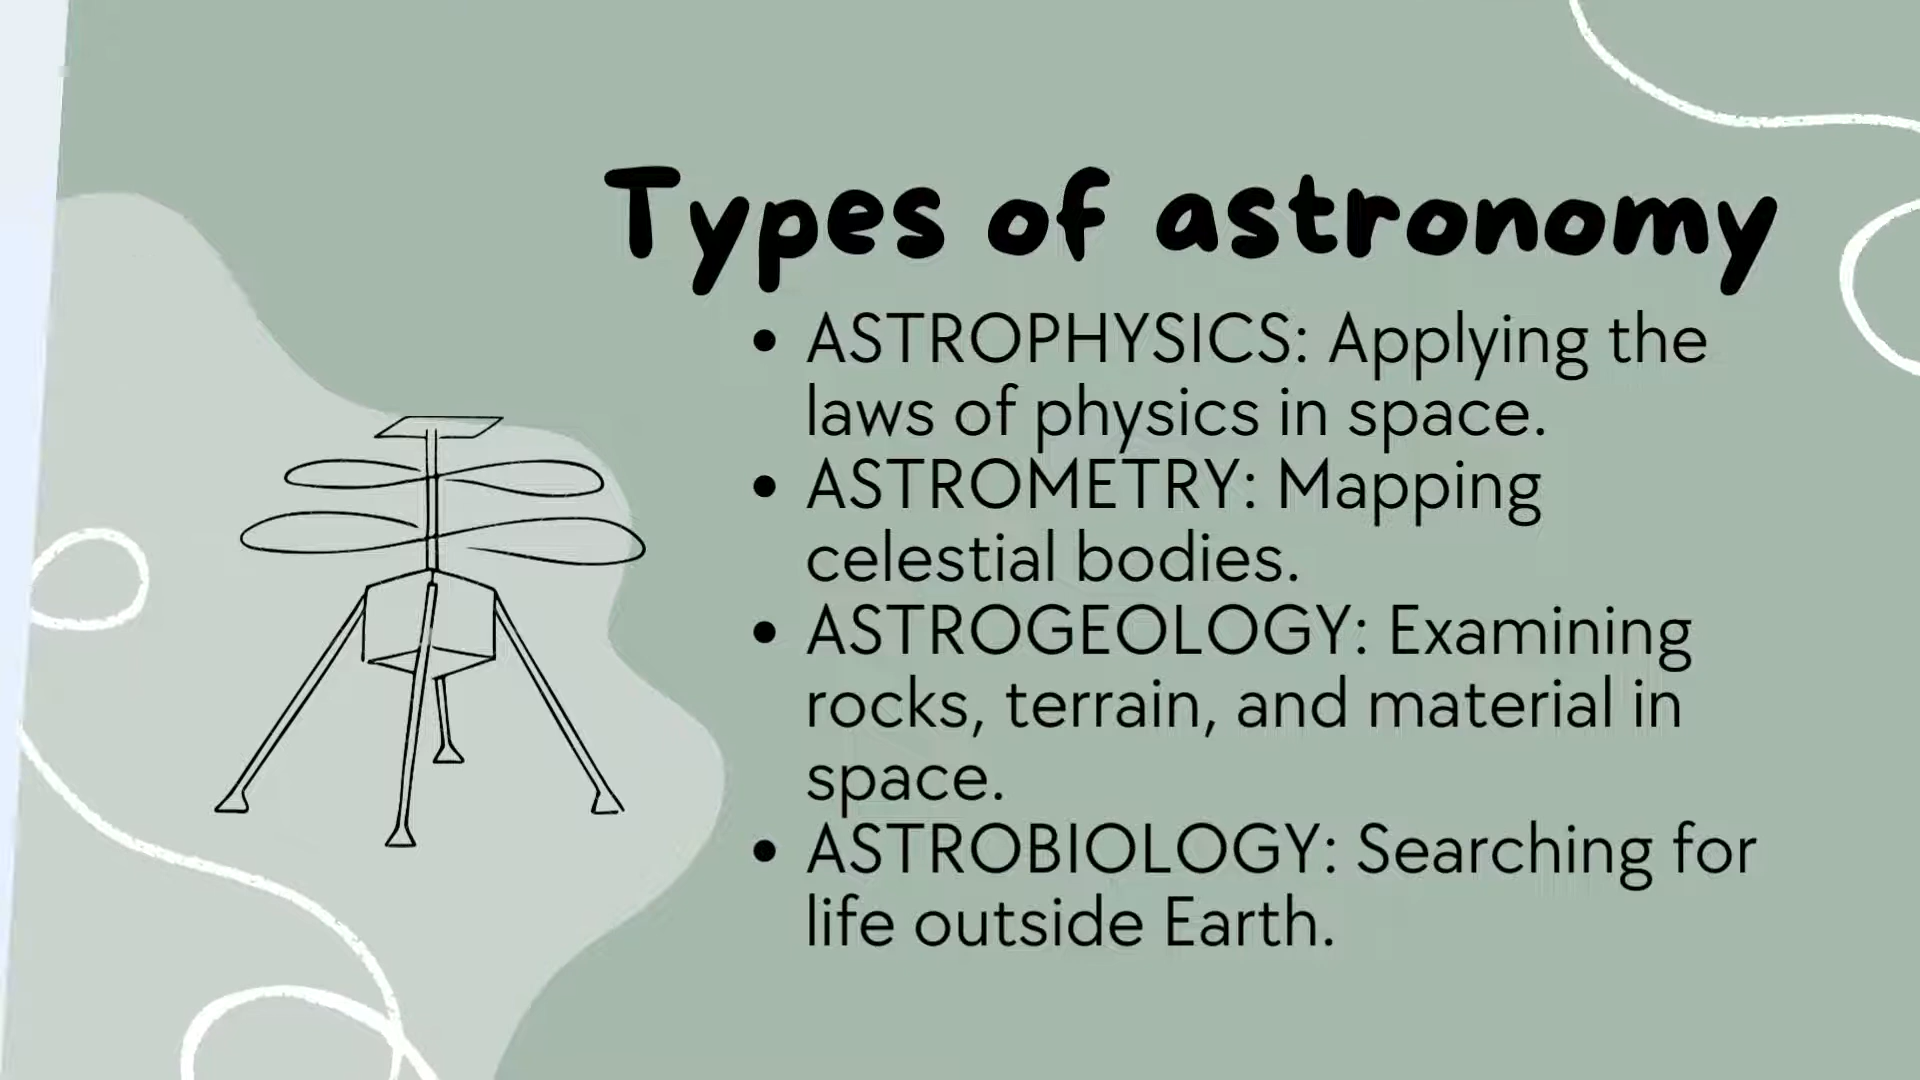 Types of astronomy
• ASTROPHYSICS: Applying the
laws of physics in space.
• ASTROMETRY: Mapping
celestial bodies.
• ASTROGEOLOGY: Examining
rocks, terrain, and material in
space.
• ASTROBIOLOGY: Searching for
life outside Earth.